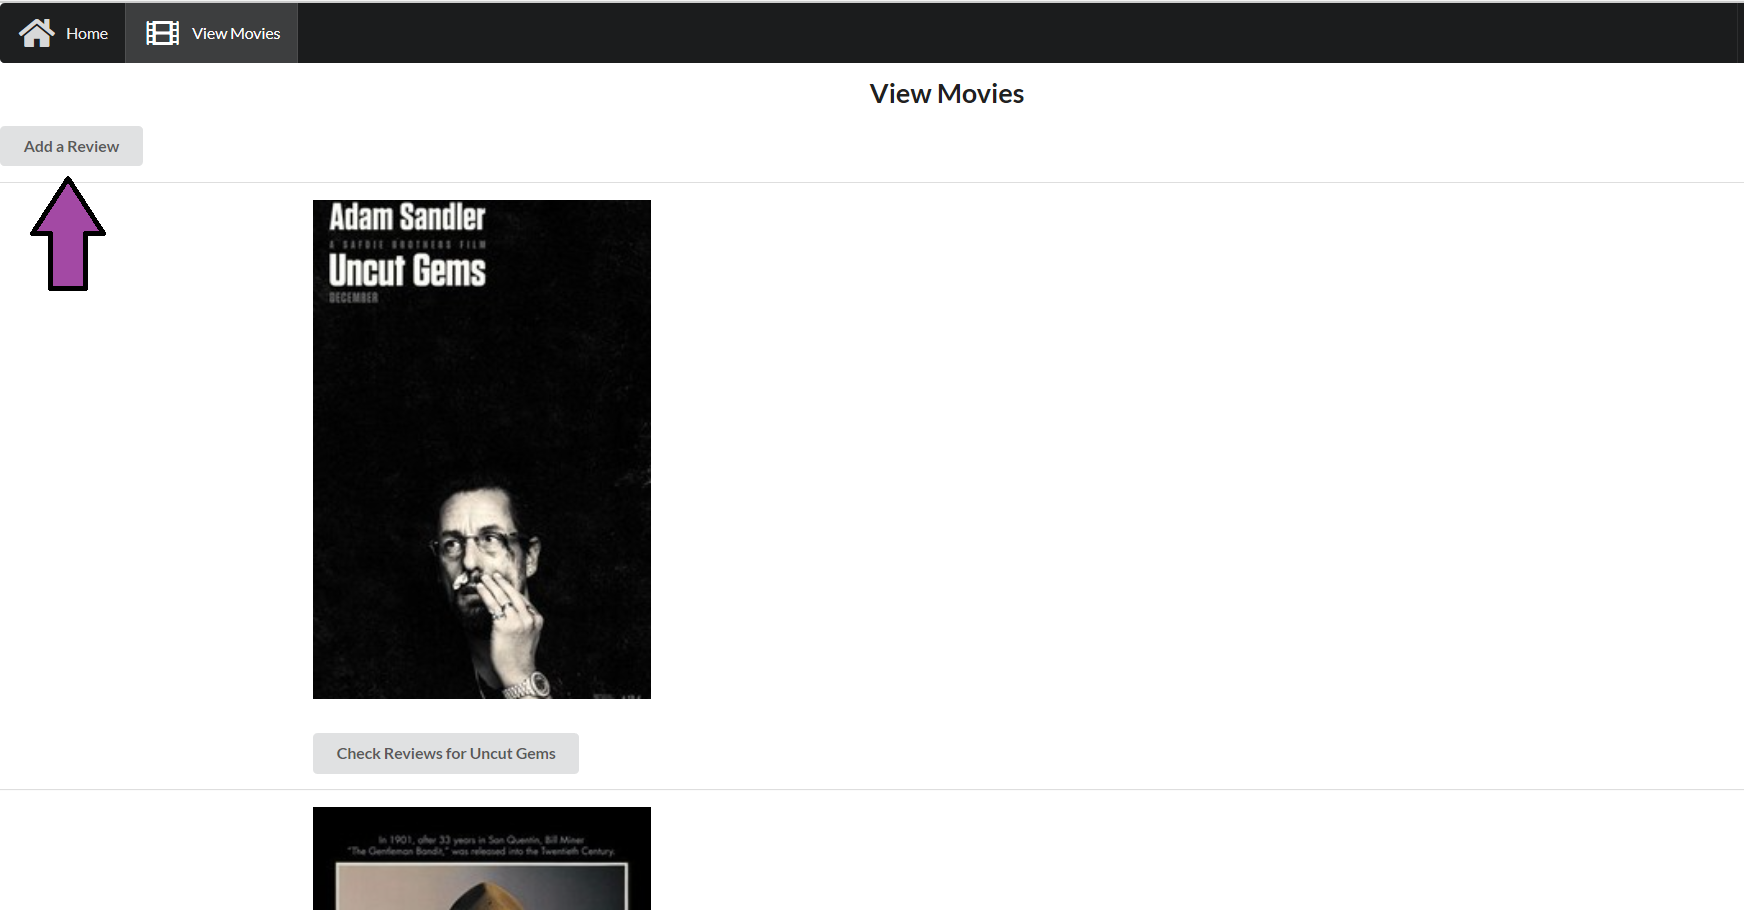 Home
View Movies
View Movies
Add a Review
Adam Sandler
A SAFDIE BROTHERS FILM
Uncut Gems
DECEMBER
Check Reviews for Uncut Gems
In 1901, after 33 years in San Quentin, Bill Miner
"The Gentleman Bandit," was released into the Twentieth Century.